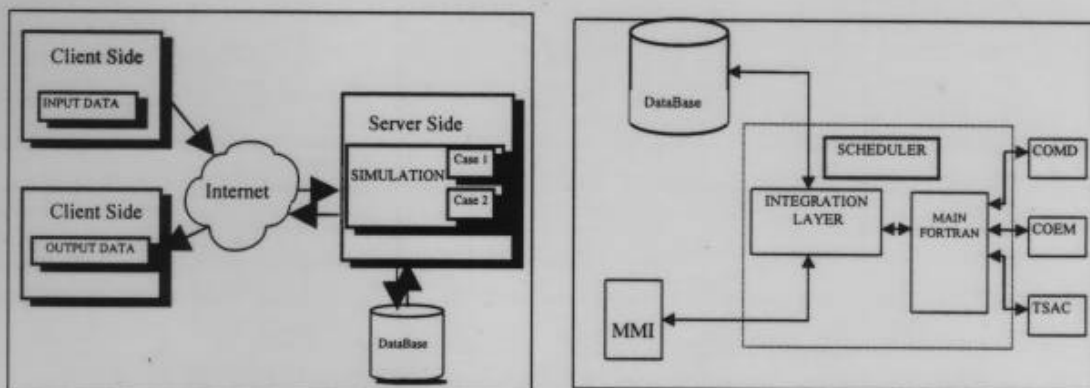 Client Side
INPUT DATA
Internet
Client Side
OUTPUT DATA
Server Side
SIMULATION
Case 1
Case 2
DataBase
DataBase
SCHEDULER
INTEGRATION
LAYER
MAIN
FORTRAN
COMD
COEM
TSAC
MMI